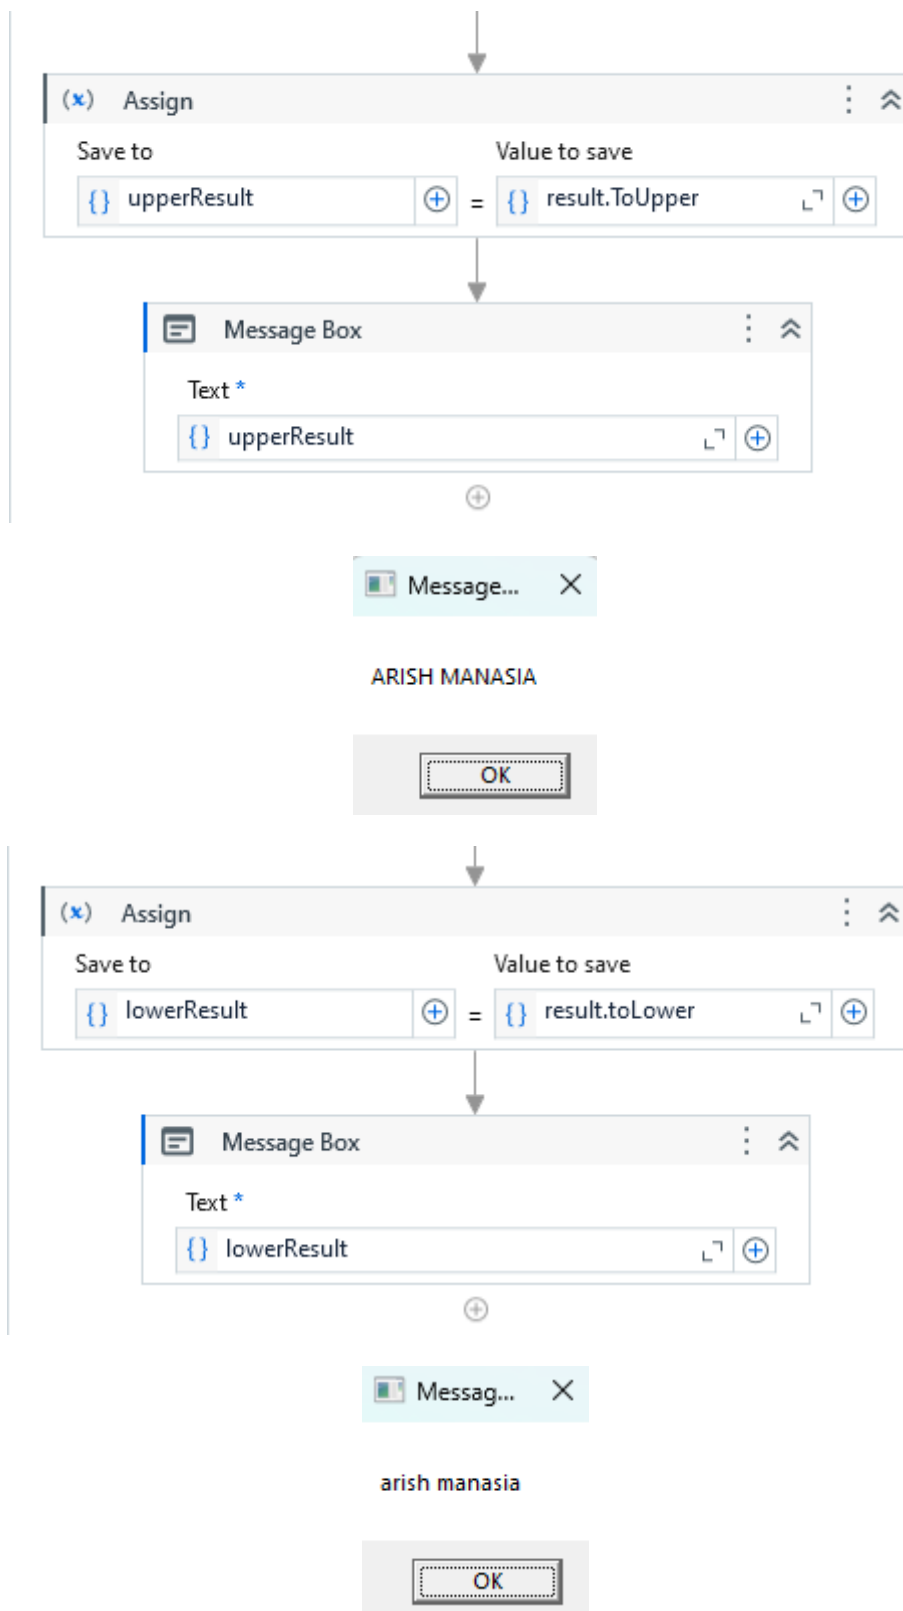 (x) Assign
Save to Value to save
{} upperResult = {} result.ToUpper
Message Box
Text *
{} upperResult
Message...
ARISH MANASIA
OK
(x) Assign
Save to Value to save
{} lowerResult = {} result.toLower
Message Box
Text *
{} lowerResult
Messag...
arish manasia
OK